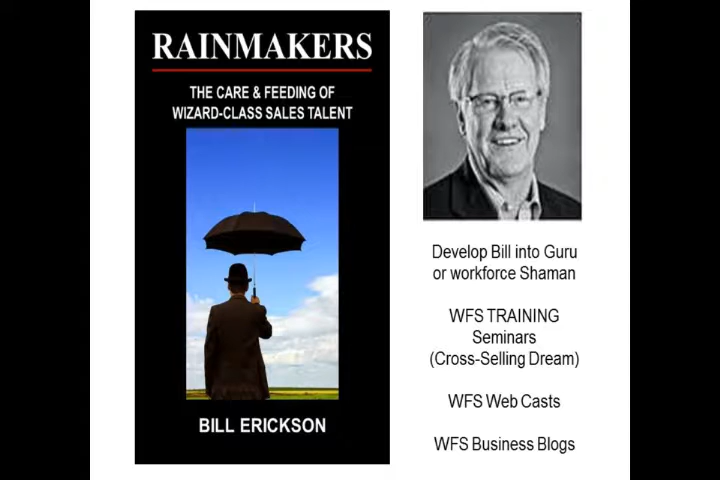 RAINMAKERS
THE CARE & FEEDING OF
WIZARD-CLASS SALES TALENT
BILL ERICKSON
Develop Bill into Guru
or workforce Shaman
WFS TRAINING
Seminars
(Cross-Selling Dream)
WFS Web Casts
WFS Business Blogs